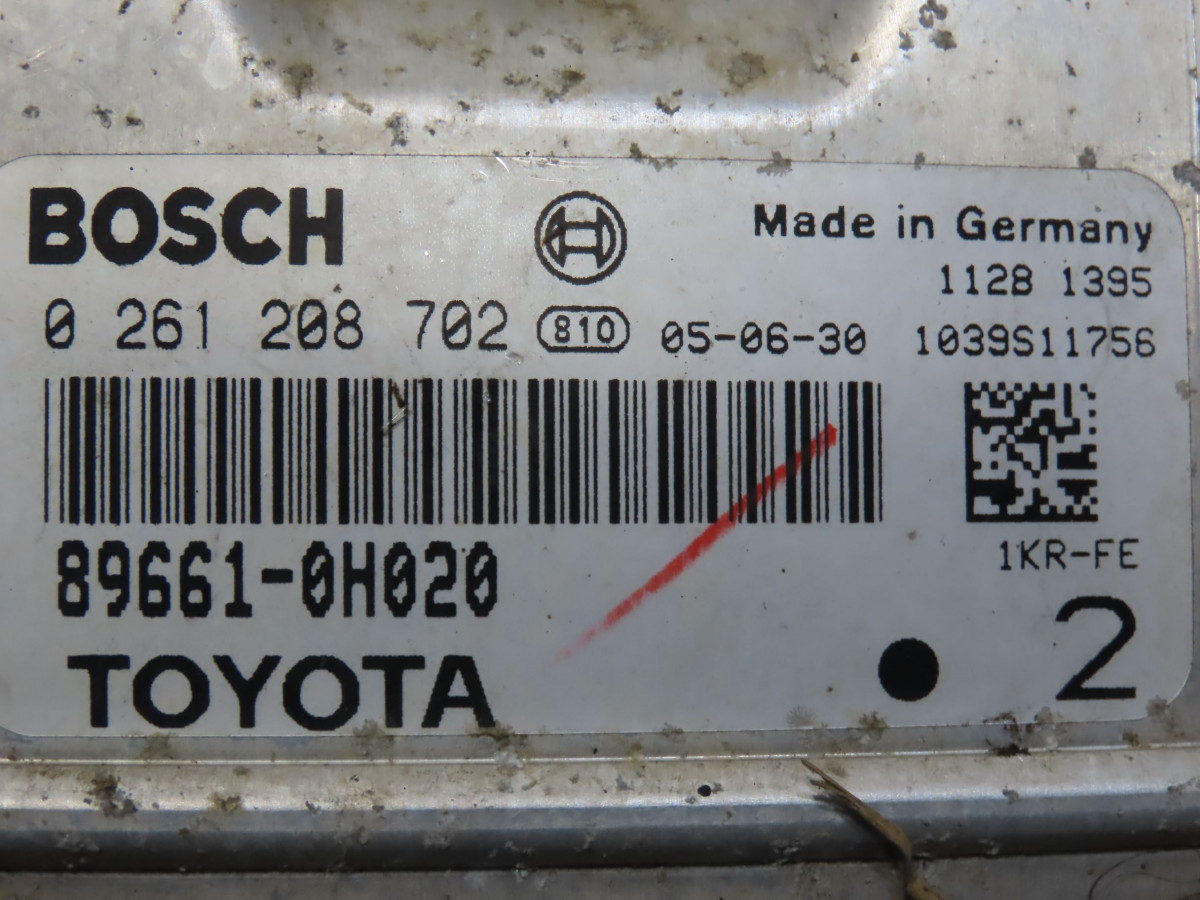 BOSCH
Made in Germany
1128 1395
0 261 208 702 810 05-06-30 1039S11756
1KR-FE
89661-0H020
TOYOTA
2